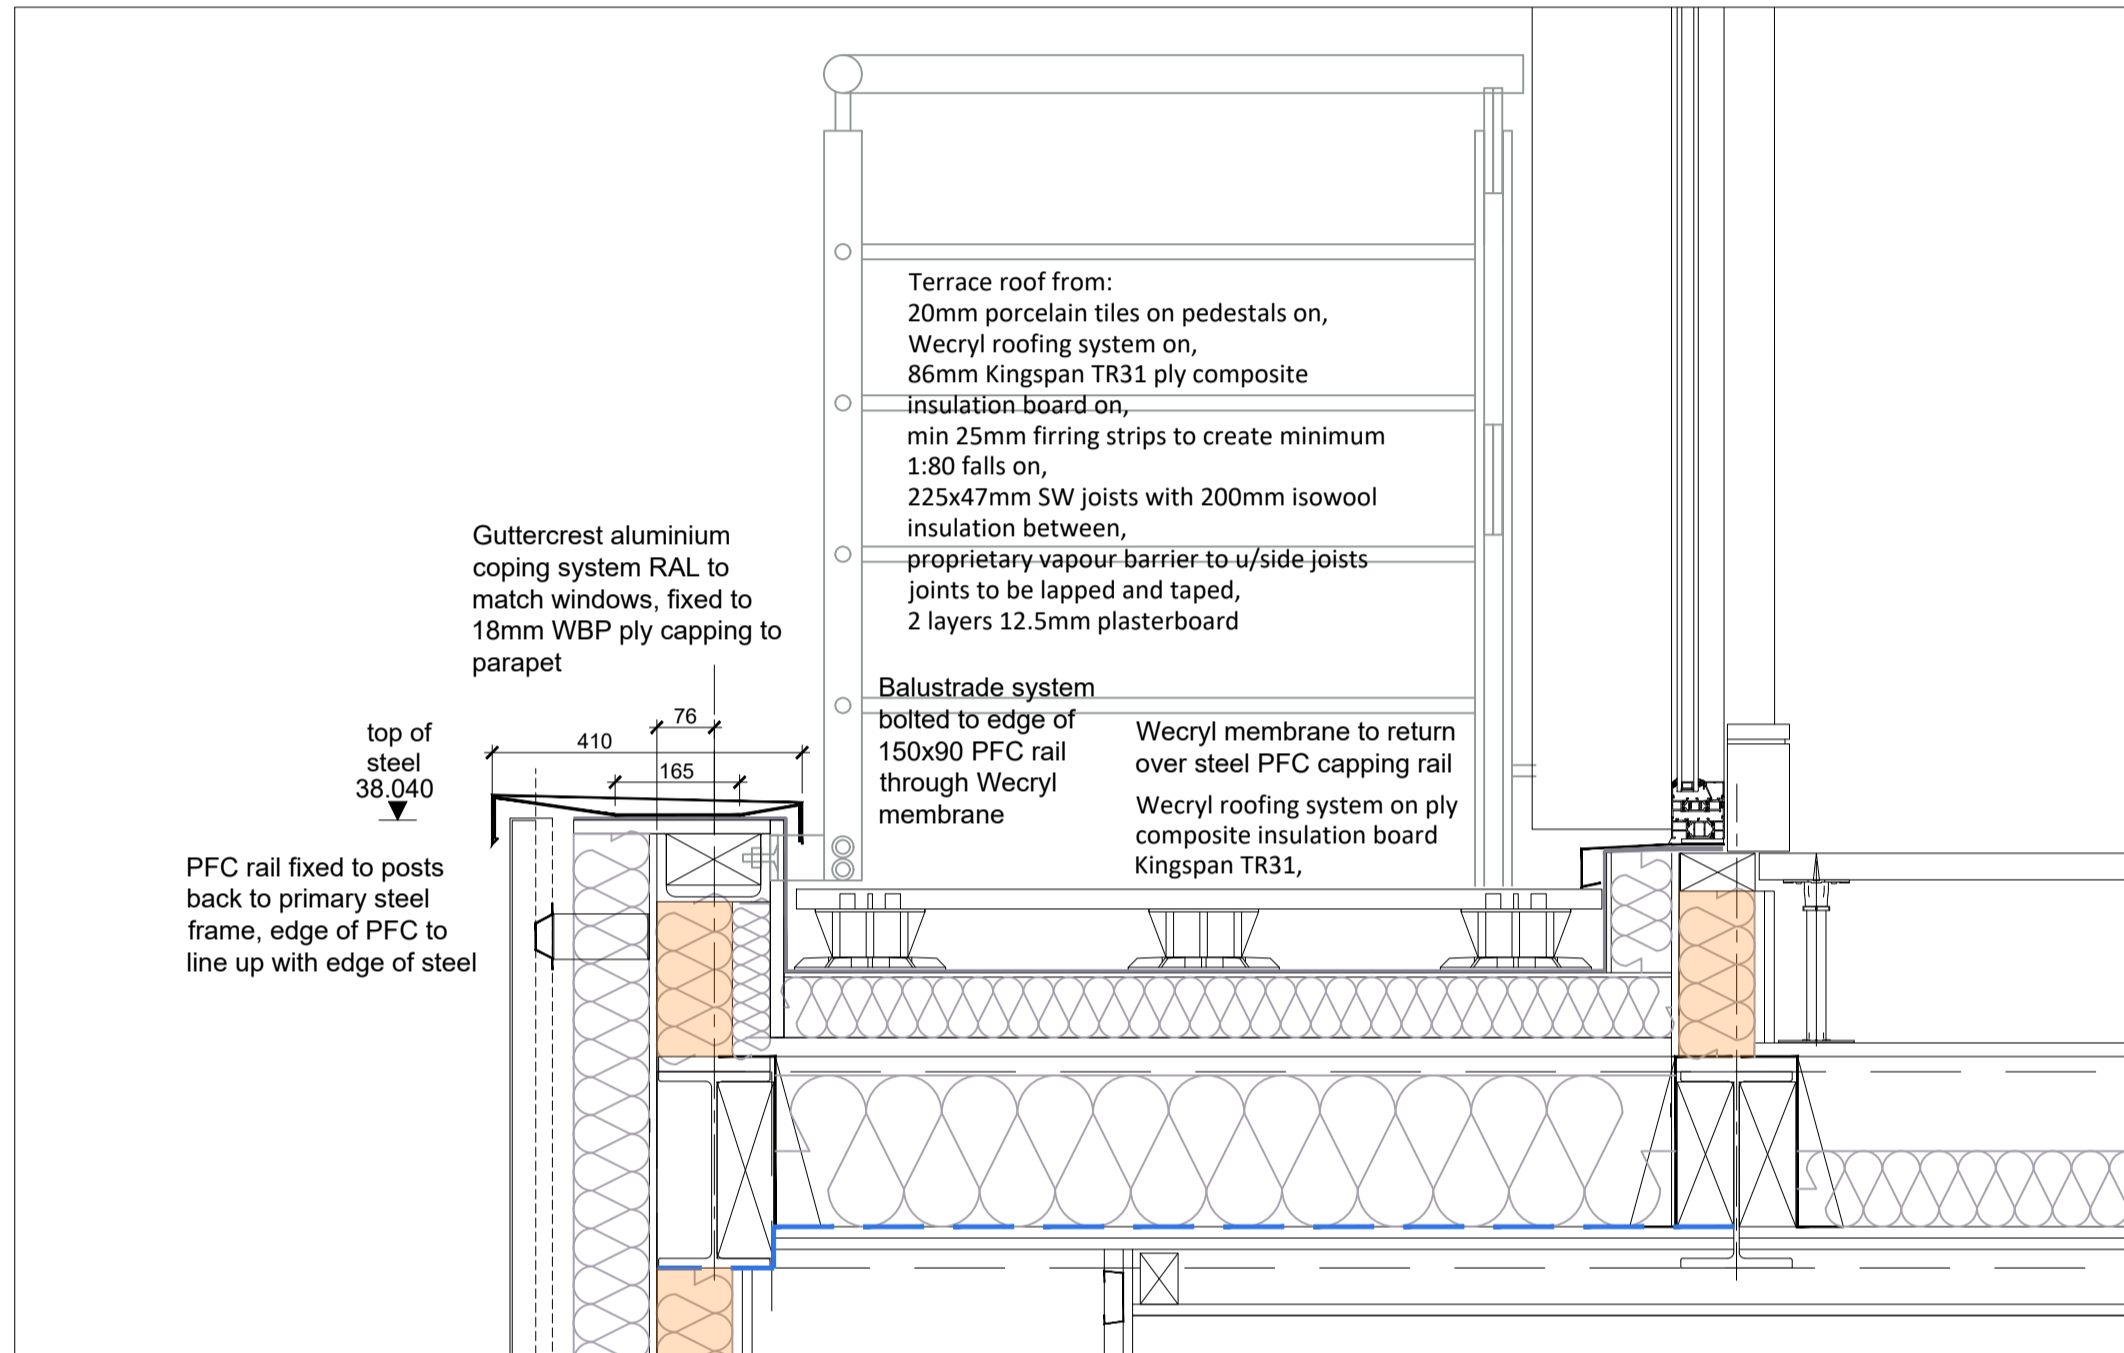 Terrace roof from:
20mm porcelain tiles on pedestals on,
Wecryl roofing system on,
86mm Kingspan TR31 ply composite
insulation board on,
min 25mm firring strips to create minimum
1:80 falls on,
225x47mm SW joists with 200mm isowool
insulation between,
proprietary vapour barrier to u/side joists
joints to be lapped and taped,
2 layers 12.5mm plasterboard
Guttercrest aluminium
coping system RAL to
match windows, fixed to
18mm WBP ply capping to
parapet
Balustrade system
bolted to edge of
150x90 PFC rail
through Wecryl
membrane
Wecryl membrane to return
over steel PFC capping rail
Wecryl roofing system on ply
composite insulation board
Kingspan TR31,
76
410
165
top of
steel
38.040
PFC rail fixed to posts
back to primary steel
frame, edge of PFC to
line up with edge of steel